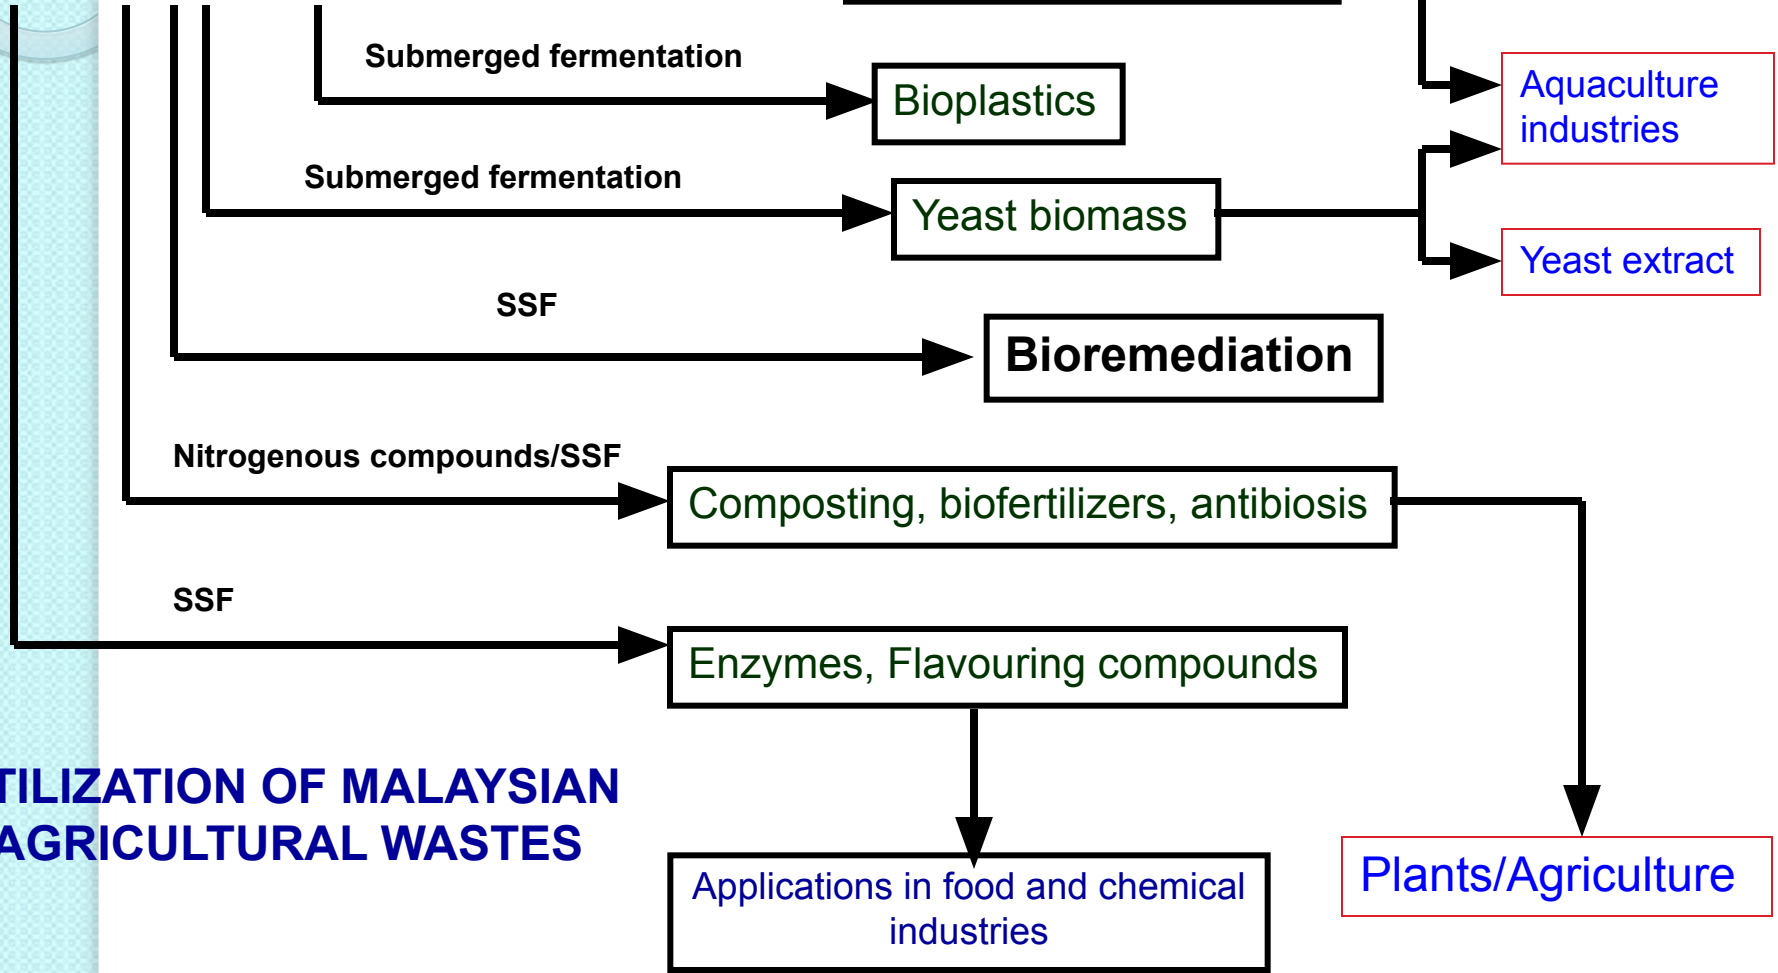 Submerged fermentation
Bioplastics
Aquaculture
industries
Submerged fermentation
Yeast biomass
Yeast extract
SSF
Bioremediation
Nitrogenous compounds/SSF
Composting, biofertilizers, antibiosis
SSF
Enzymes, Flavouring compounds
TILIZATION OF MALAYSIAN
AGRICULTURAL WASTES
Applications in food and chemical
industries
Plants/Agriculture